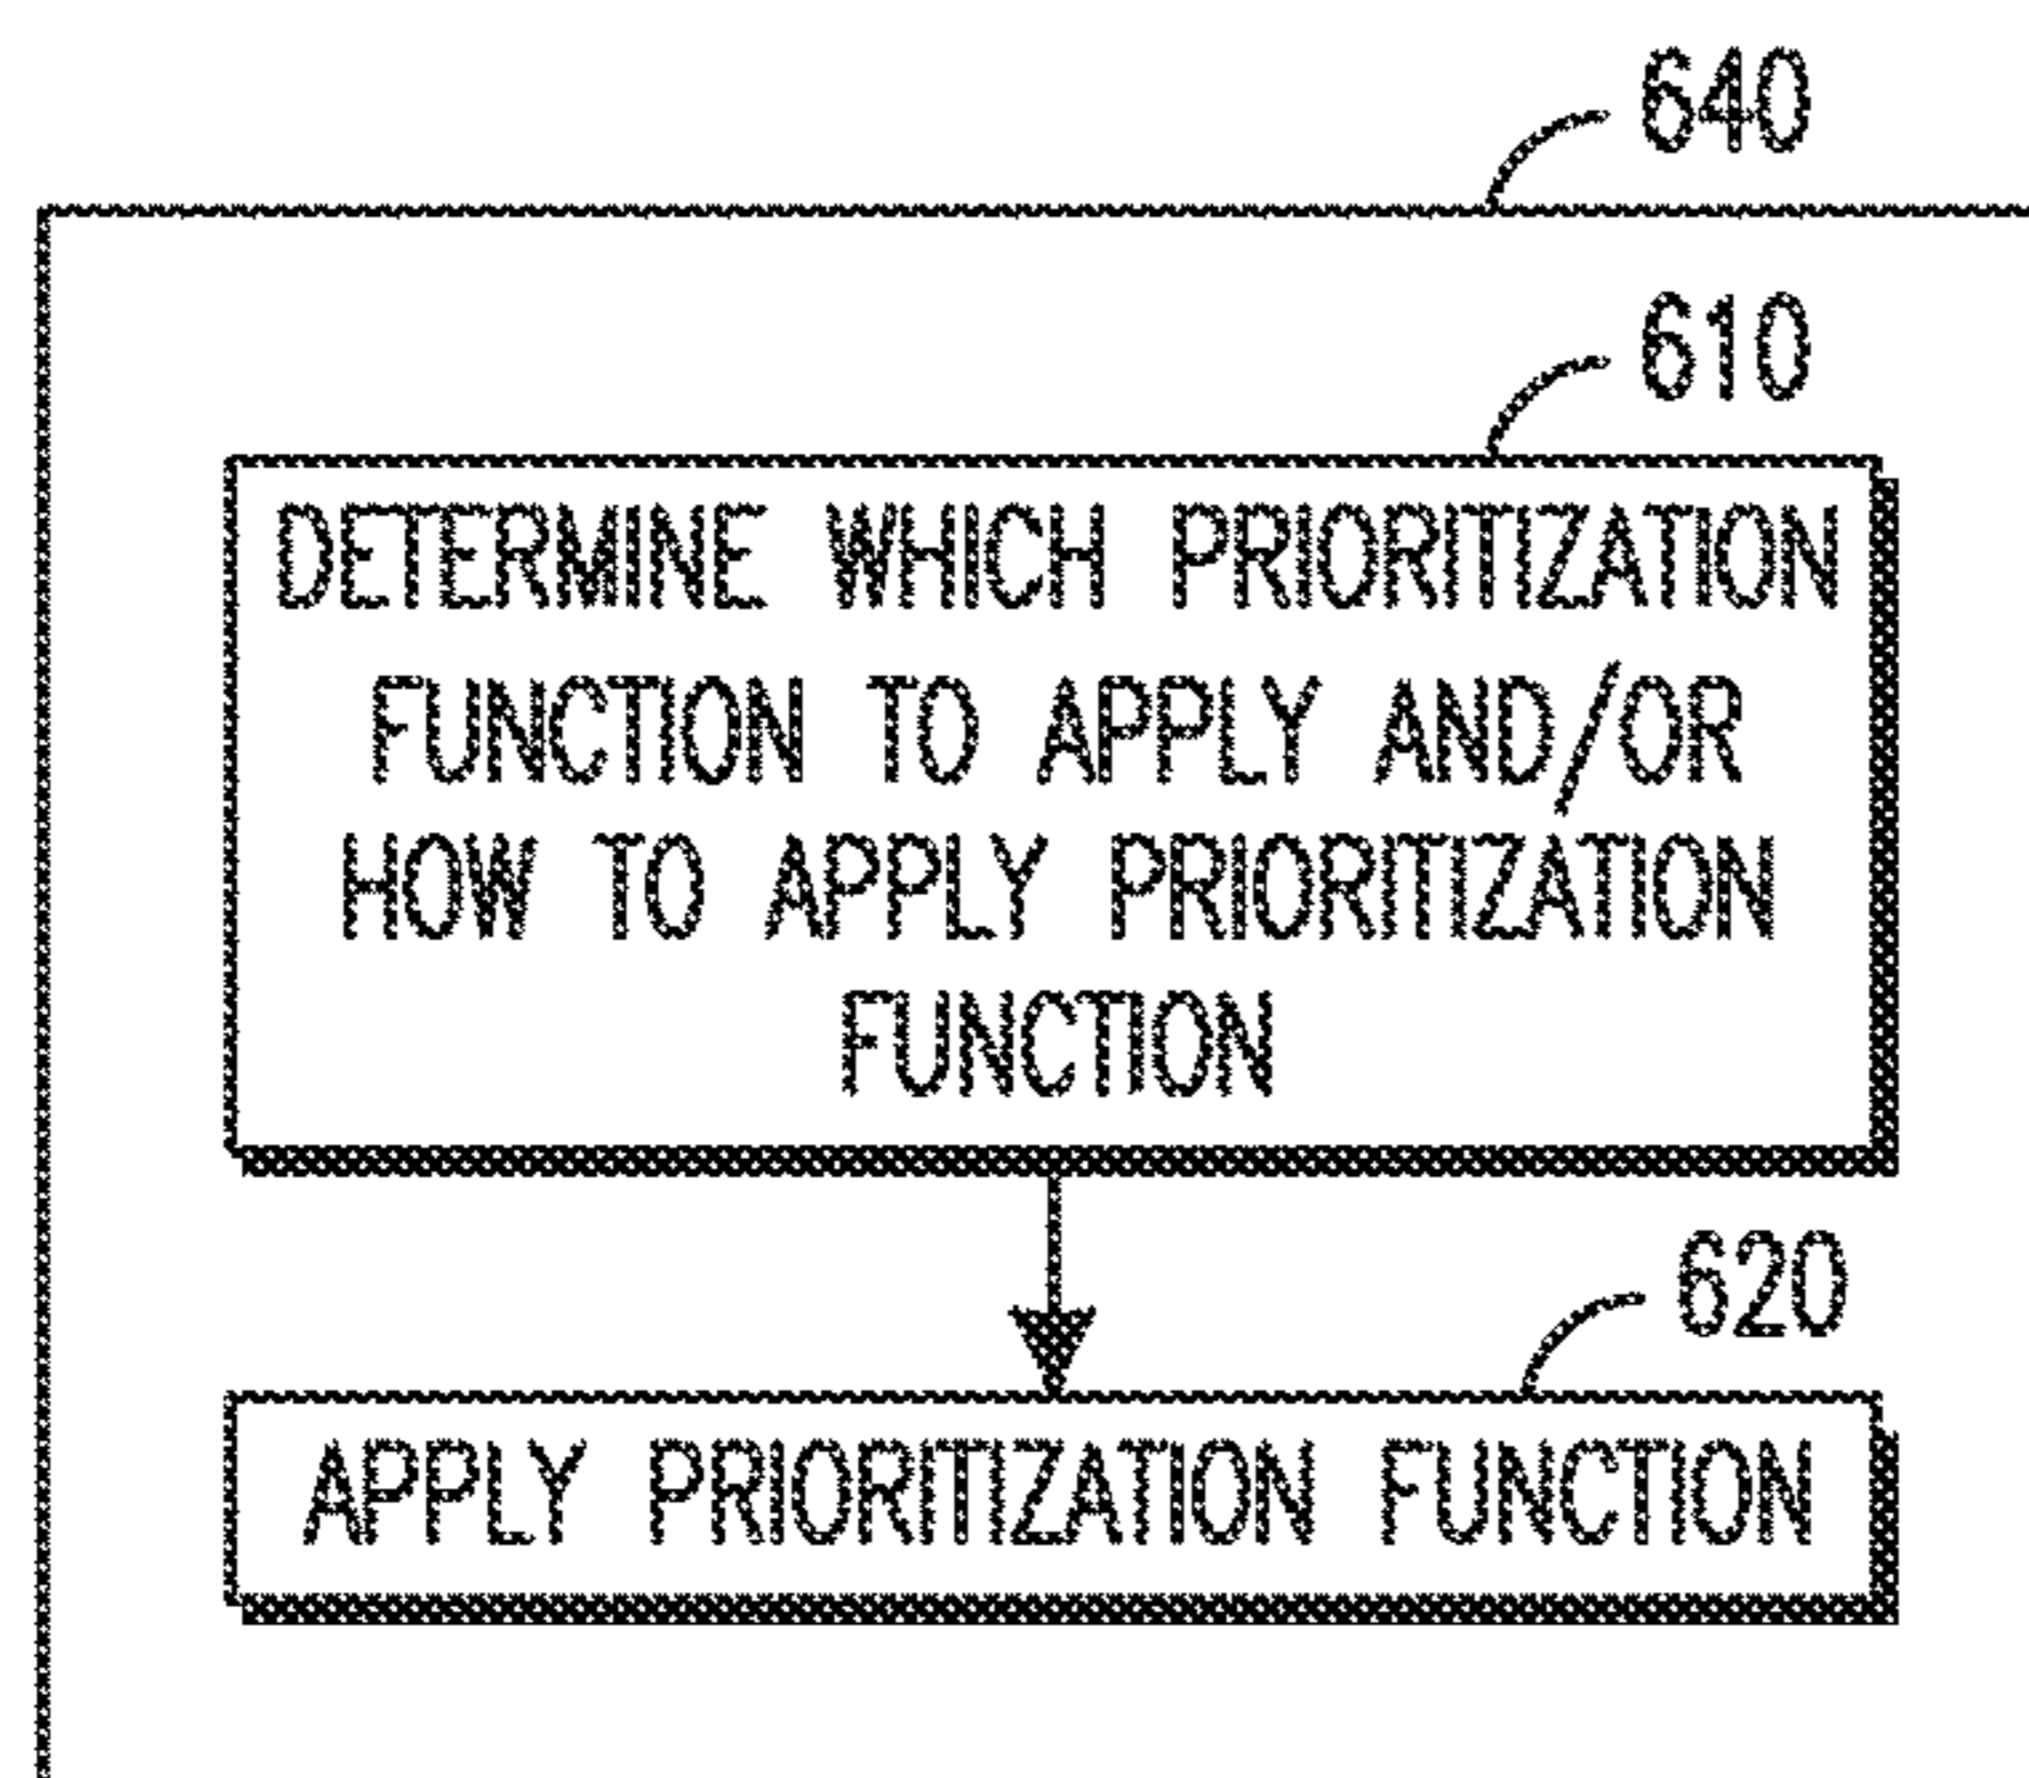 640
610
DETERMINE WHICH PRIORITIZATION
FUNCTION TO APPLY AND/OR
HOW TO APPLY PRIORITIZATION
FUNCTION
620
APPLY PRIORITIZATION FUNCTION